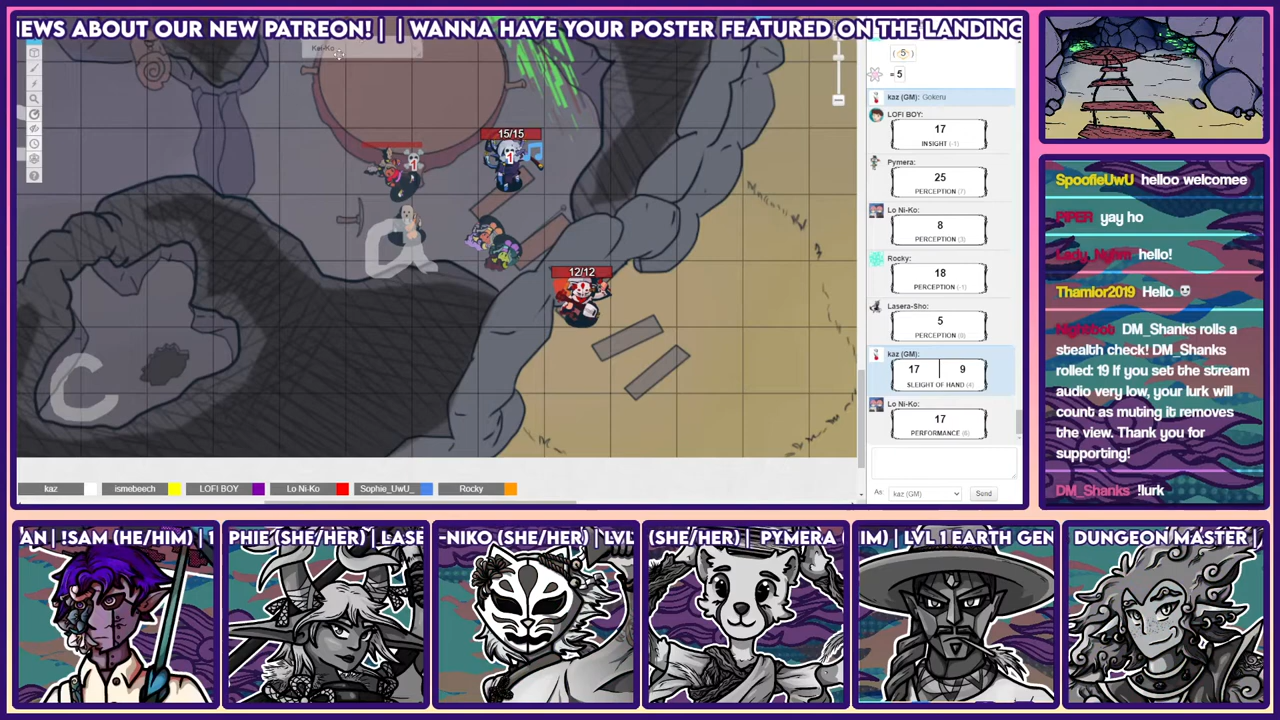 IEWS ABOUT OUR NEW PATREON! | | WANNA HAVE YOUR POSTER FEATURED ON THE LANDING
Kei-Ko
15/15
1
1
12/12
C
( 5 )
= 5
kaz (GM): Gokeru
LOFI BOY:
17
INSIGHT (-1)
Pymera:
25
PERCEPTION (7)
Lo Ni-Ko:
8
PERCEPTION (3)
Rocky:
18
PERCEPTION (-1)
Lasera-Sho:
5
PERCEPTION (0)
kaz (GM):
17 | 9
SLEIGHT OF HAND (4)
Lo Ni-Ko:
17
PERFORMANCE (6)
As: kaz (GM) Send
kaz
ismebeech
LOFI BOY
Lo Ni-Ko
Sophie_UwU_
Rocky
SpoofieUwU helloo welcomee
PIPER yay ho
Lady_Nylim hello!
Thamior2019 Hello
Nightbot DM_Shanks rolls a
stealth check! DM_Shanks
rolled: 19 If you set the stream
audio very low, your lurk will
count as muting it removes
the view. Thank you for
supporting!
DM_Shanks !lurk
AN | !SAM (HE/HIM) | 1
PHIE (SHE/HER) | LASE
-NIKO (SHE/HER) | LVL
(SHE/HER) | PYMERA (
IM) | LVL 1 EARTH GEN
DUNGEON MASTER |